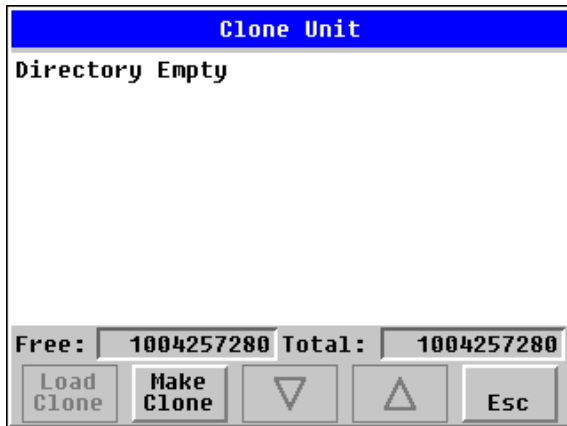 Clone Unit
Directory Empty
Free: 1004257280 Total: 1004257280
Load Clone Make Clone Esc